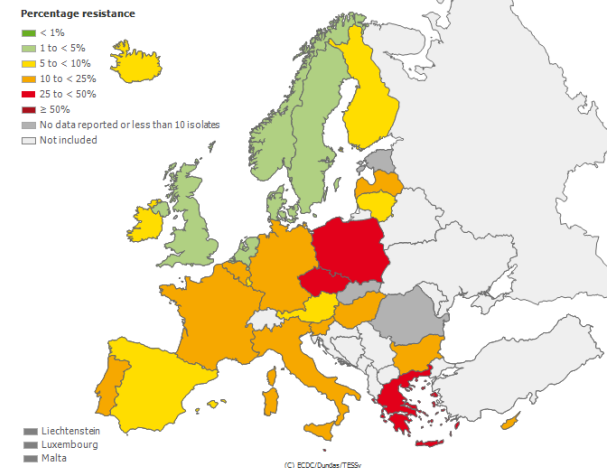 Percentage resistance
< 1%
1 to < 5%
5 to < 10%
10 to < 25%
25 to < 50%
≥ 50%
No data reported or less than 10 isolates
Not included
Liechtenstein
Luxembourg
Malta
(C) ECDC/Dundas/TESSy